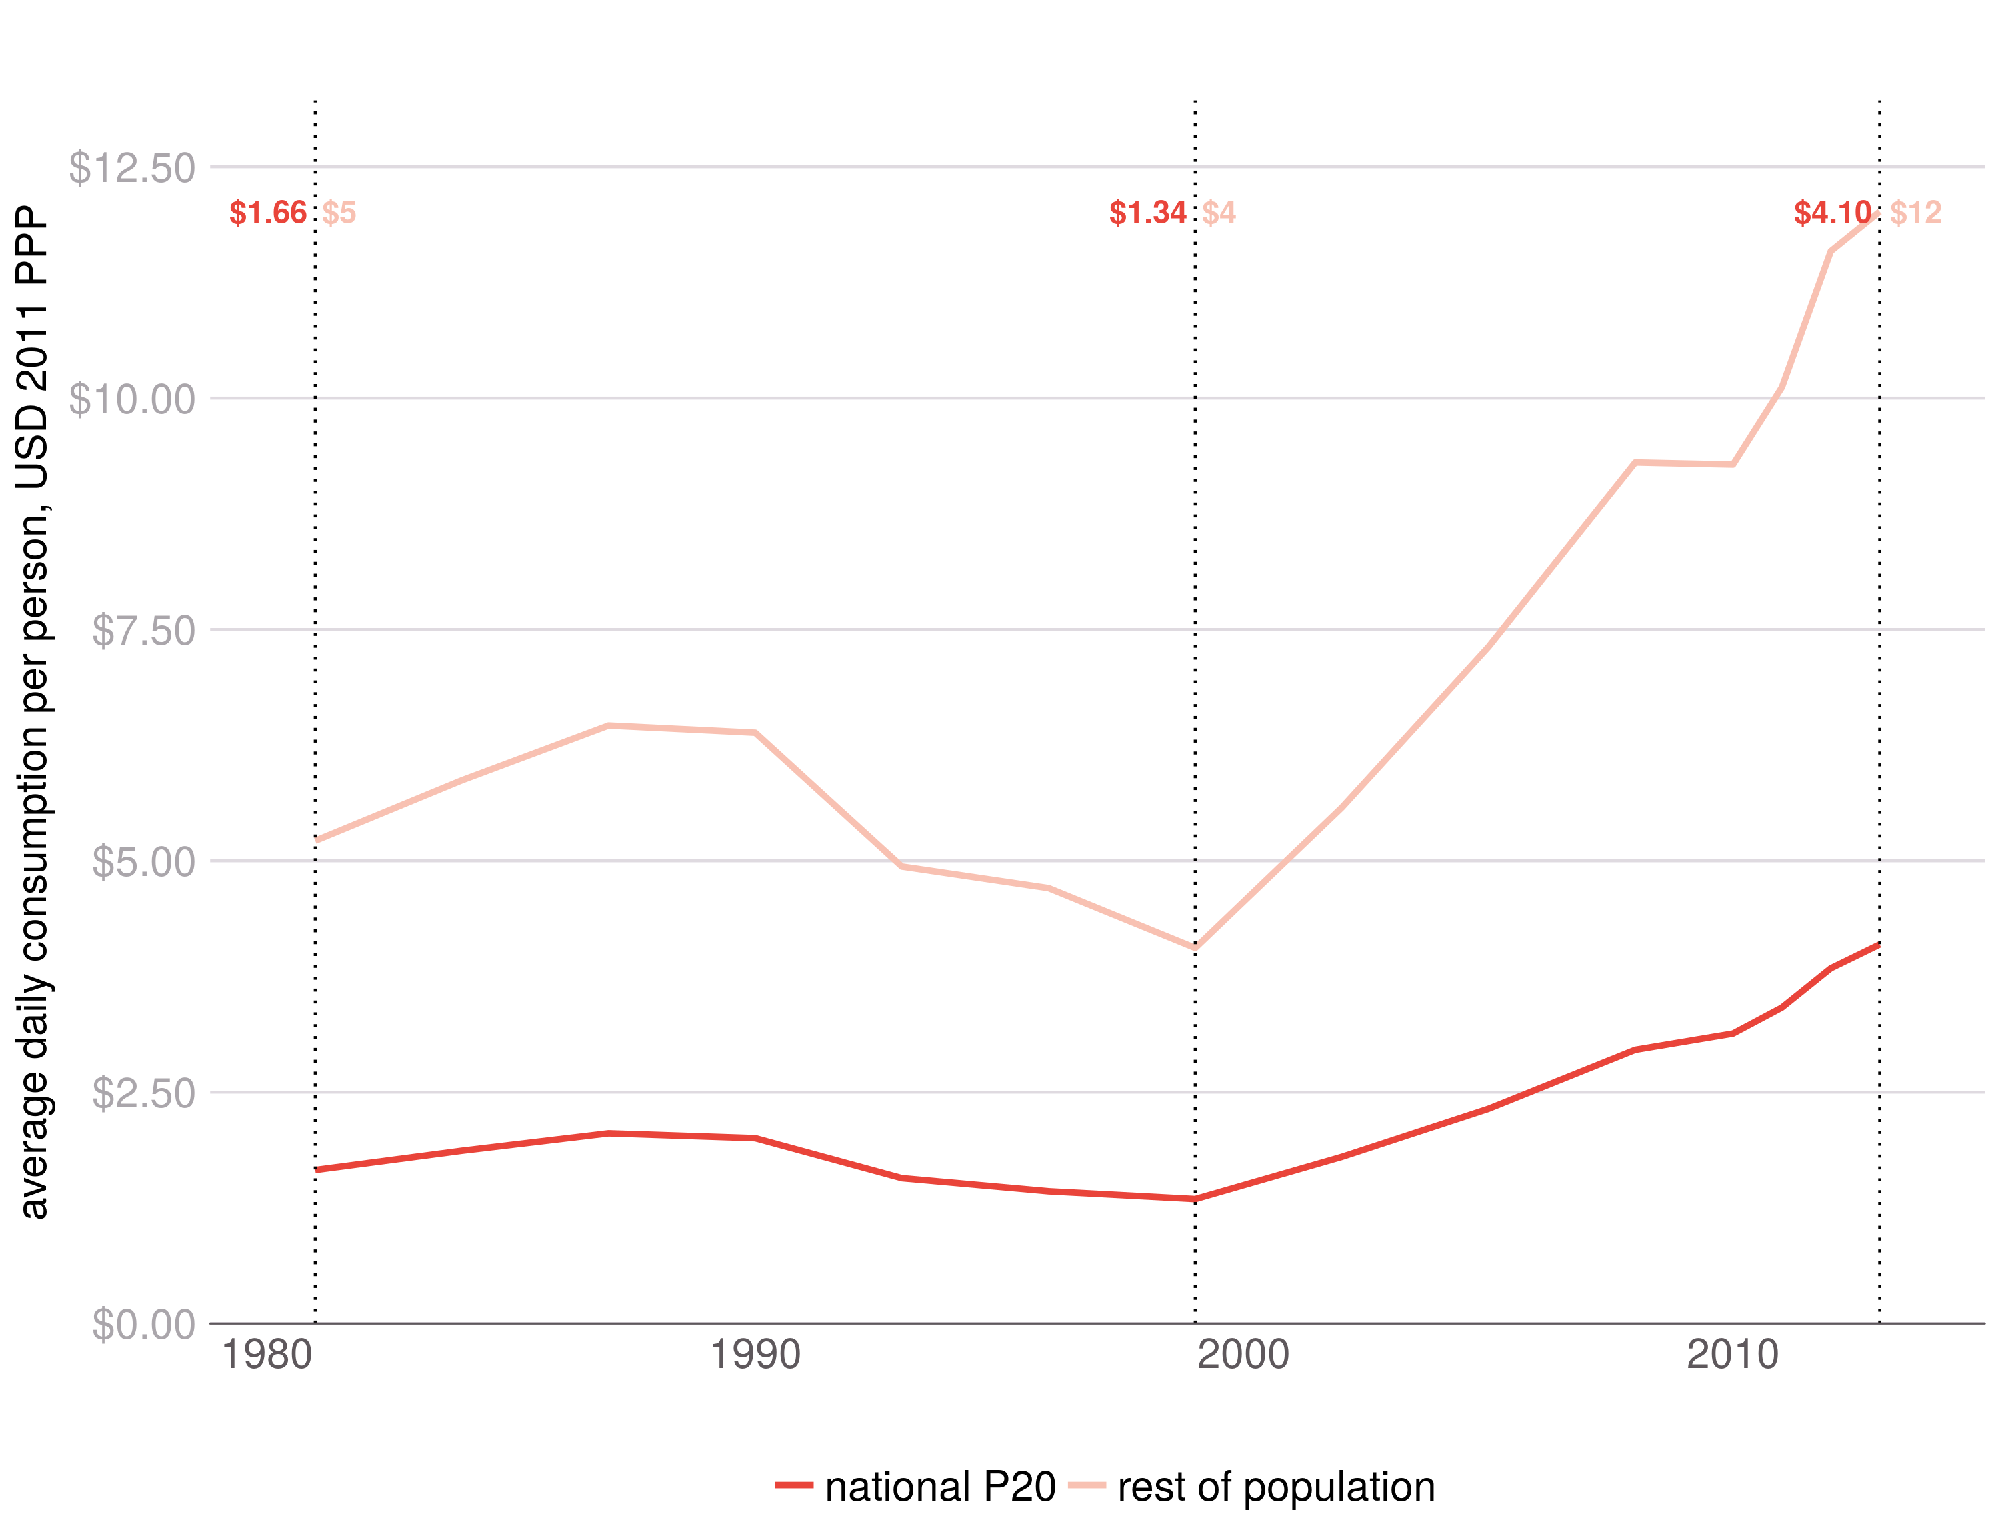 average daily consumption per person, USD 2011 PPP
$12.50
$1.66 $5 $1.34 $4 $4.10 $12
$10.00
$7.50
$5.00
$2.50
$0.00
1980 1990 2000 2010
national P20 rest of population